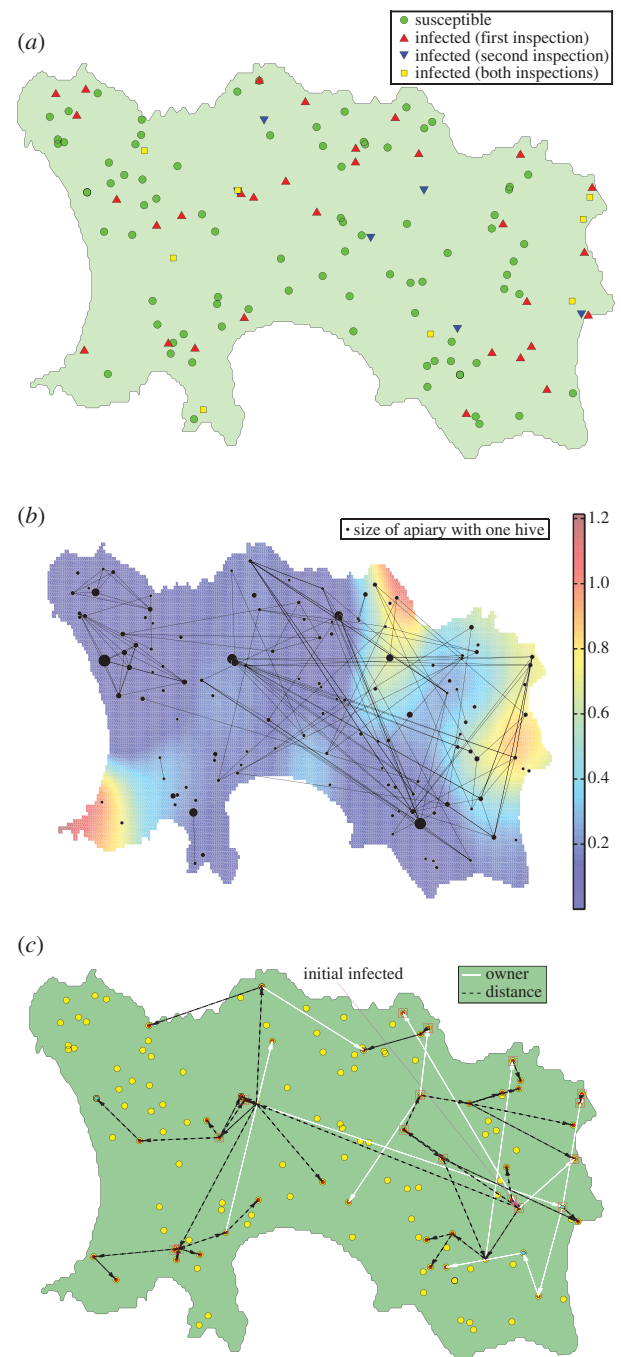 (a)
susceptible
infected (first inspection)
infected (second inspection)
infected (both inspections)
(b)
size of apiary with one hive
1.2
1.0
0.8
0.6
0.4
0.2
(c)
initial infected
owner
distance